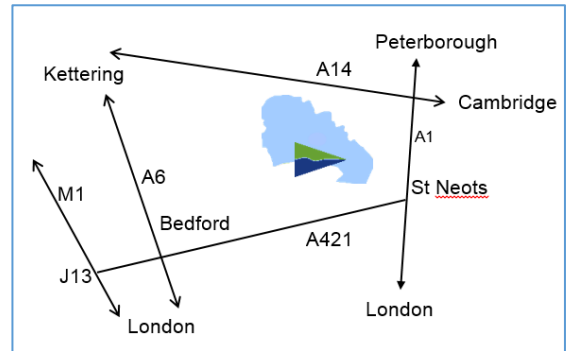 Peterborough
A14
Kettering
Cambridge
A1
M1
A6
St Neots
Bedford
A421
J13
London
London